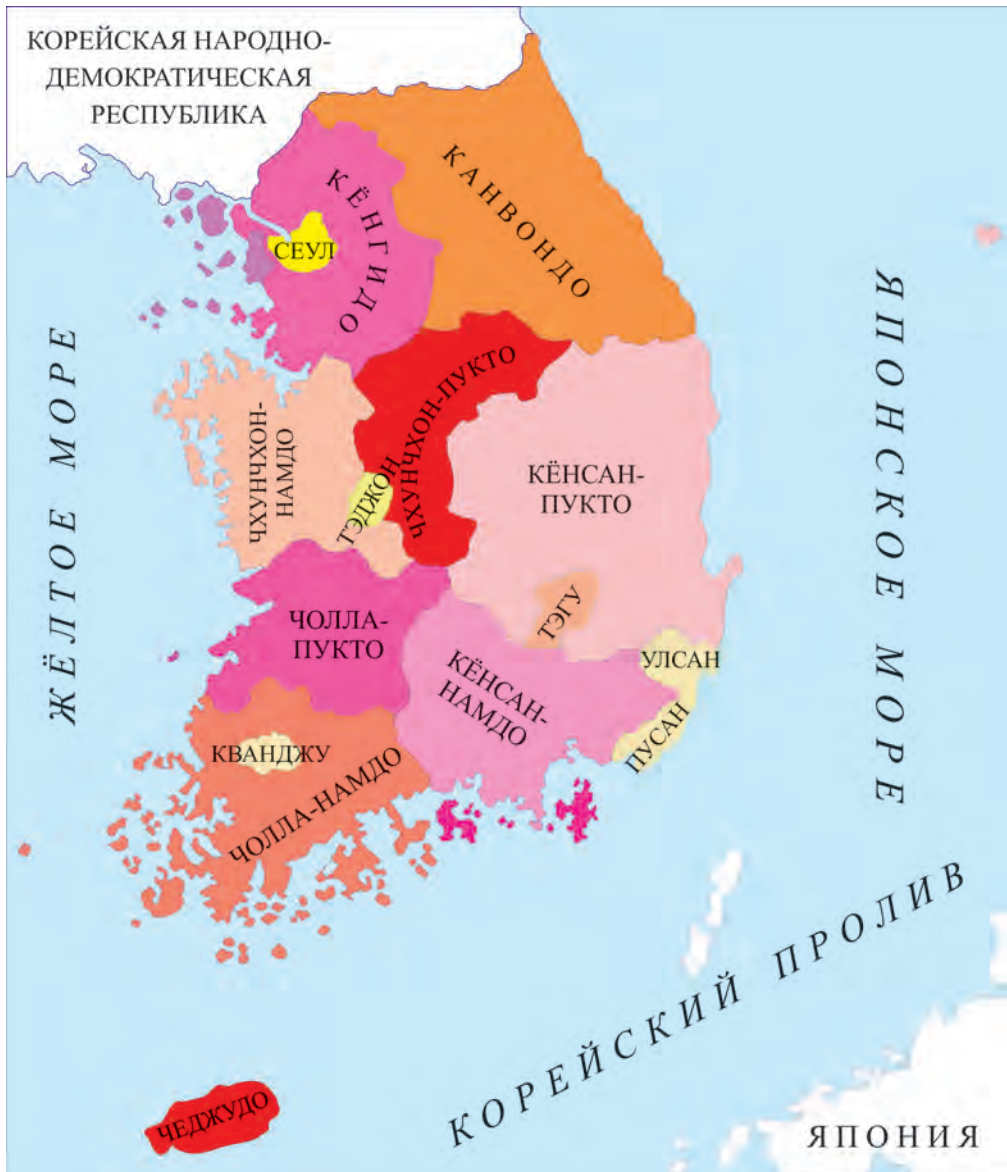 КОРЕЙСКАЯ НАРОДНО-
ДЕМОКРАТИЧЕСКАЯ
РЕСПУБЛИКА
КАНВОНДО
КЁНГИДО
СЕУЛ
ЯПОНСКОЕ МОРЕ
ЖЁЛТОЕ МОРЕ
ЧХУНЧХОН-ПУКТО
ЧХУНЧХОН-
НАМДО
ТЭДЖОН
КЁНСАН-
ПУКТО
ТЭГУ
ЧОЛЛА-
ПУКТО
КЁНСАН-
НАМДО
УЛСАН
ПУСАН
КВАНДЖУ
ЧОЛЛА-НАМДО
КОРЕЙСКИЙ ПРОЛИВ
ЧЕДЖУДО
ЯПОНИЯ